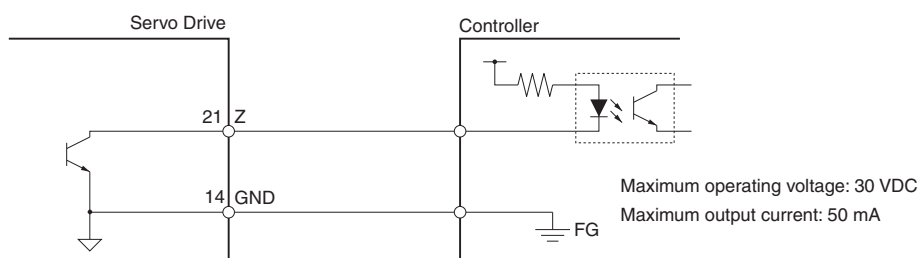 Servo Drive
Controller
21 Z
14 GND
FG
Maximum operating voltage: 30 VDC
Maximum output current: 50 mA